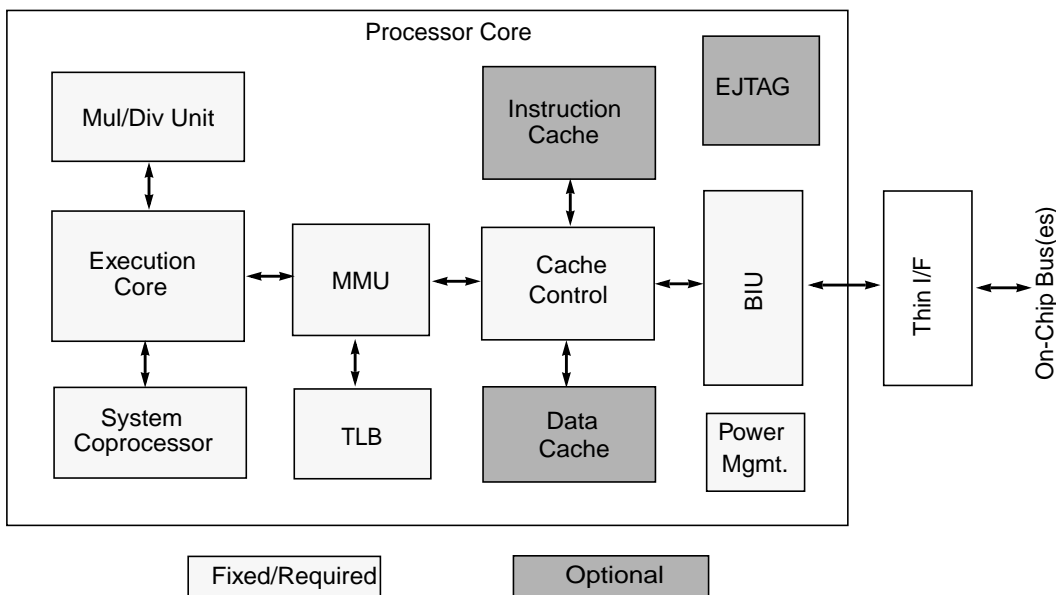 Processor Core
Mul/Div Unit
Instruction
Cache
EJTAG
Execution
Core
MMU
Cache
Control
BIU
Thin I/F
On-Chip Bus(es)
System
Coprocessor
TLB
Data
Cache
Power
Mgmt.
Fixed/Required
Optional